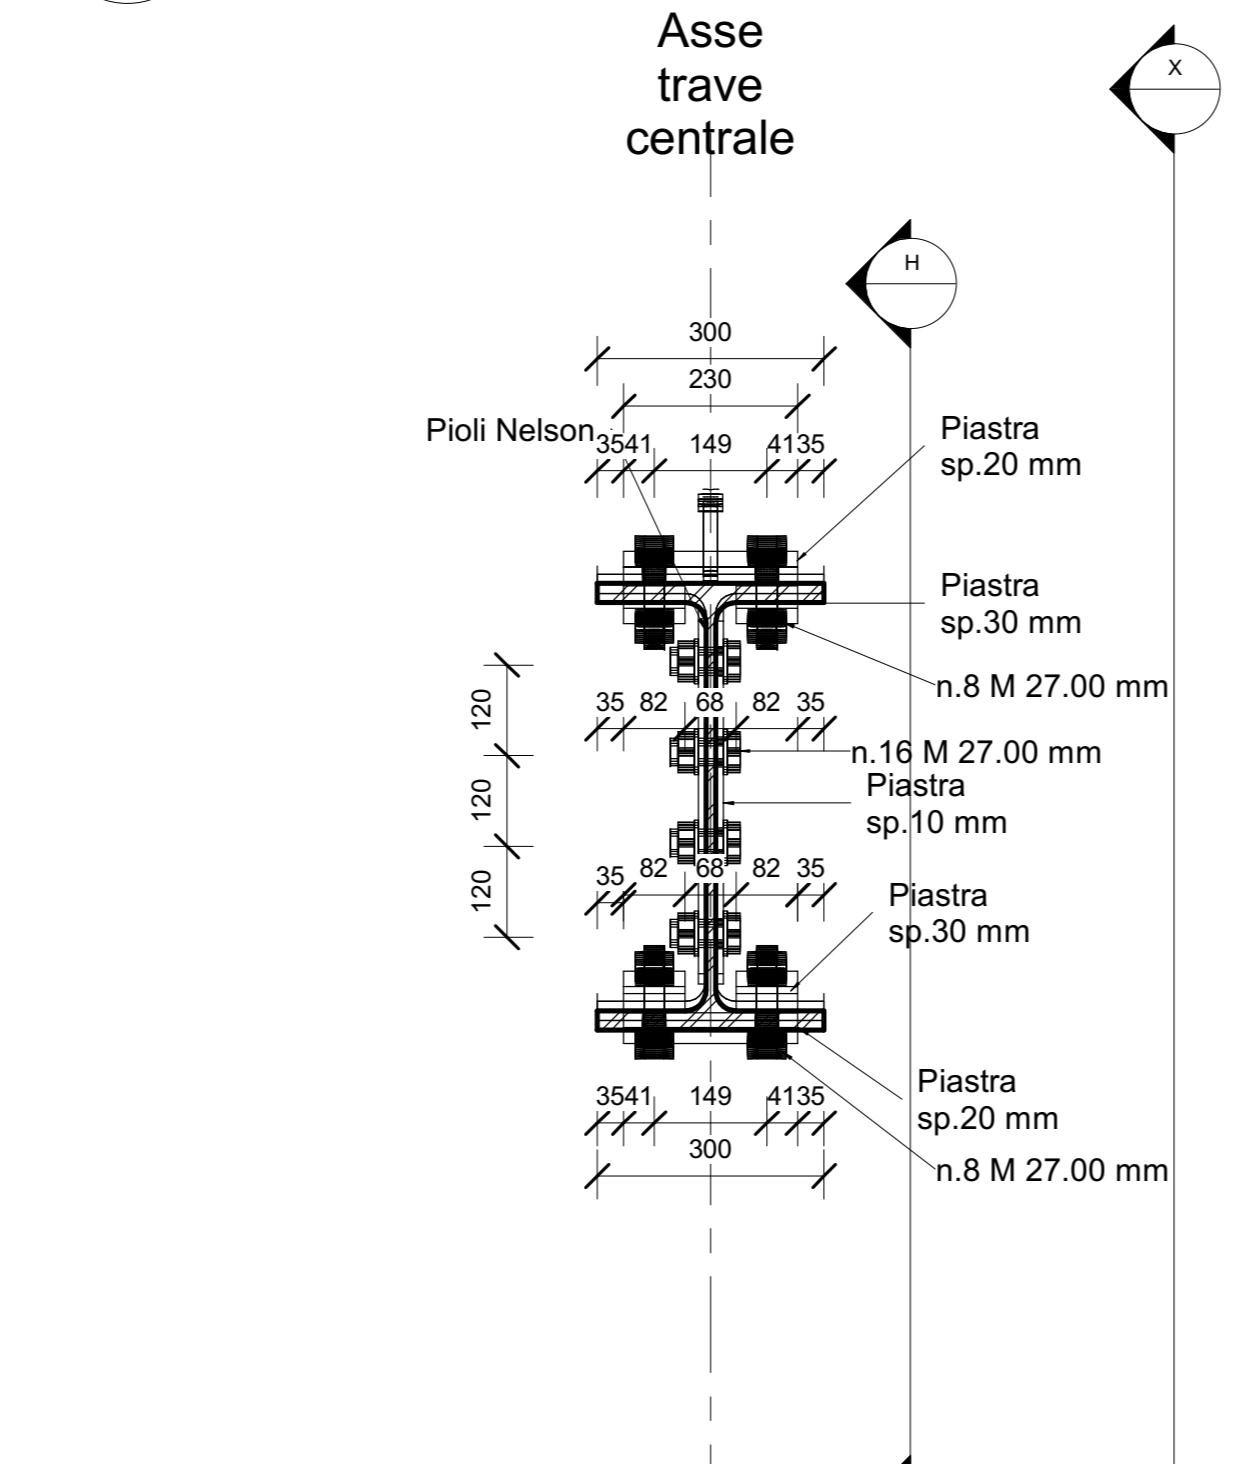 Asse
trave
centrale
X
H
300
230
Pioli Nelson
35 41 149 41 35
Piastra
sp.20 mm
Piastra
sp.30 mm
n.8 M 27.00 mm
120
35 82 68 82 35
n.16 M 27.00 mm
Piastra
sp.10 mm
120
35 82 68 82 35
120
Piastra
sp.30 mm
Piastra
sp.20 mm
35 41 149 41 35
300
n.8 M 27.00 mm